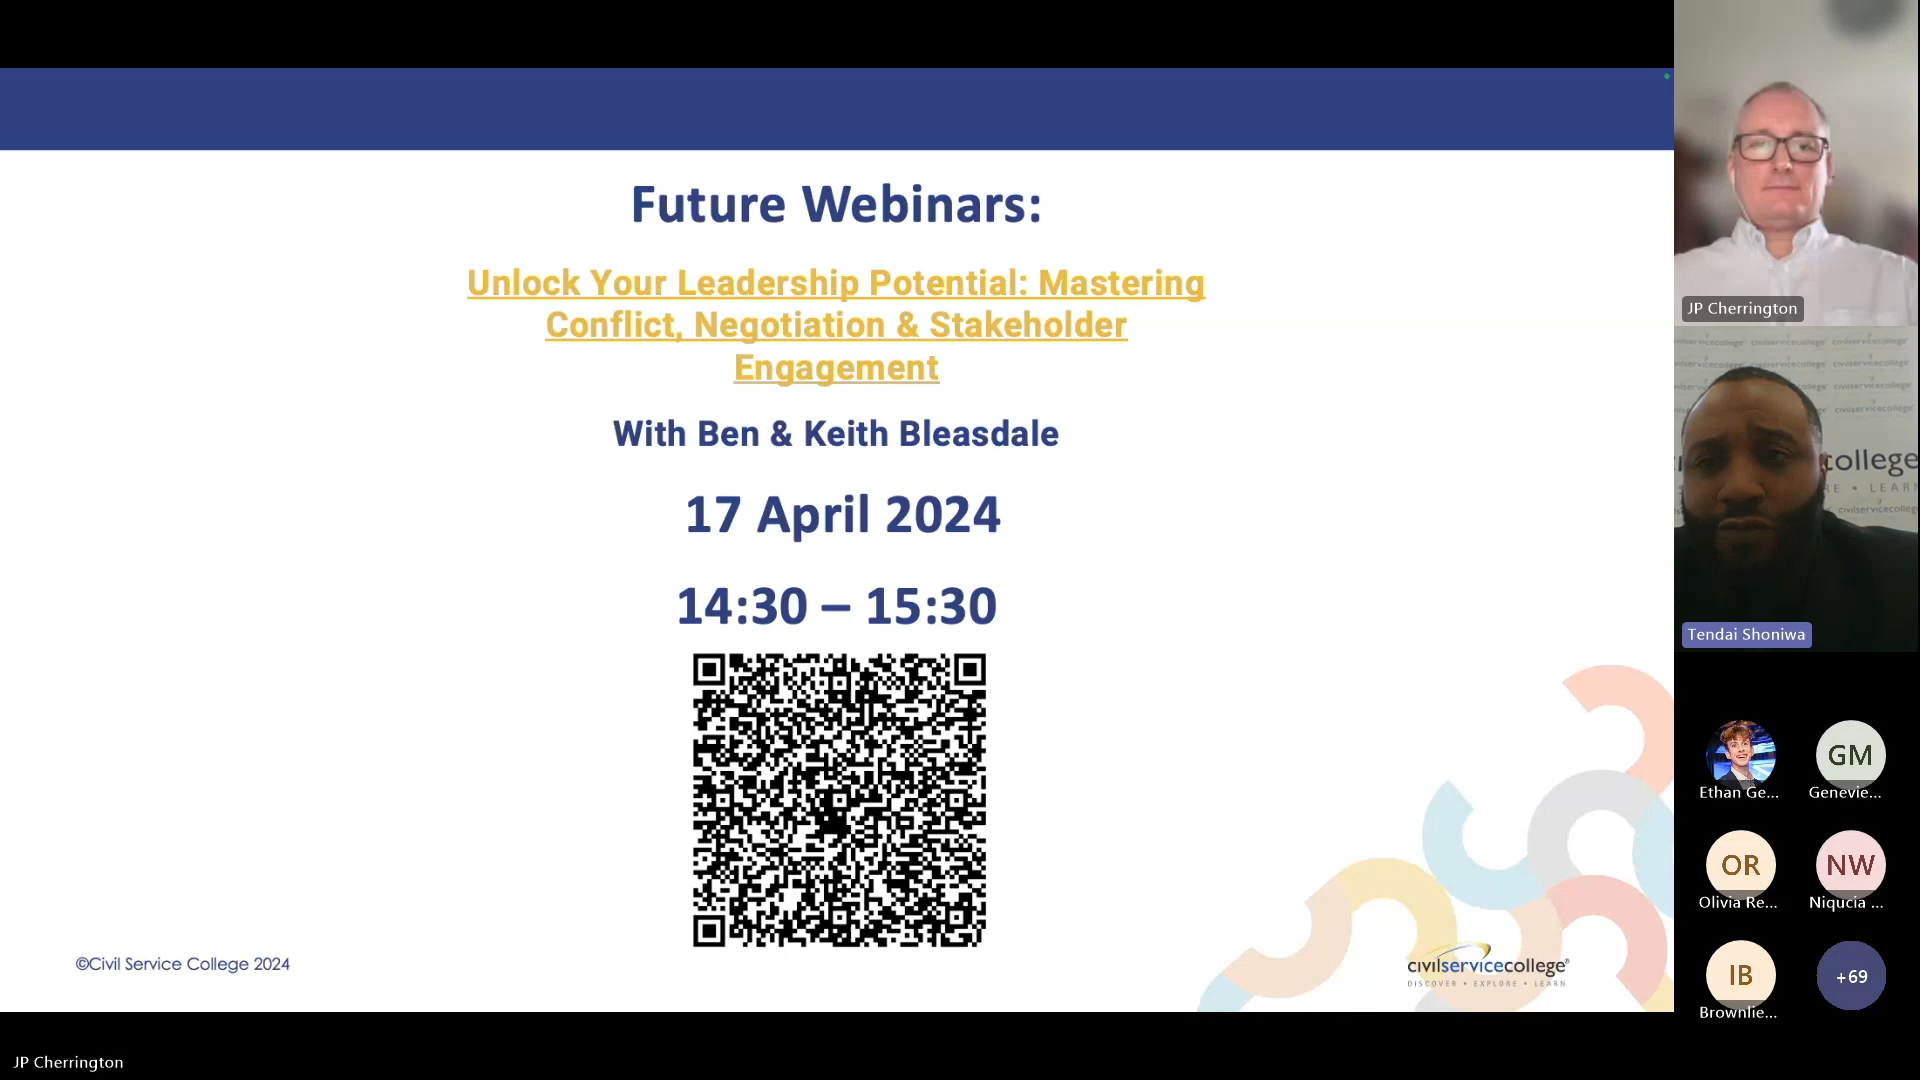 Future Webinars:
Unlock Your Leadership Potential: Mastering
Conflict, Negotiation & Stakeholder
Engagement
With Ben & Keith Bleasdale
17 April 2024
14:30 – 15:30
©Civil Service College 2024
civilservicecollege®
DISCOVER • EXPLORE • LEARN
JP Cherrington
college
Tendai Shoniwa
GM
Ethan Ge...
Genevie...
OR
NW
Olivia Re...
Niqucia ...
IB
+69
Brownlie...
JP Cherrington